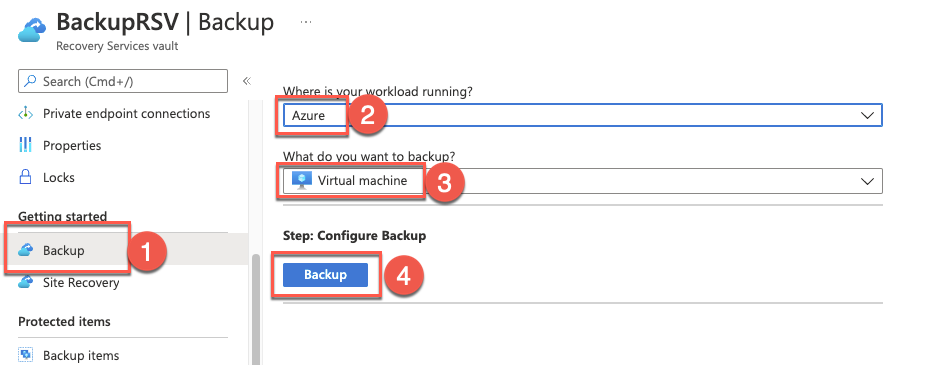 BackupRSV | Backup ...
Recovery Services vault
Search (Cmd+/)
«
Private endpoint connections
Properties
Locks
Getting started
Backup
1
Site Recovery
Protected items
Backup items
Where is your workload running?
Azure
2
What do you want to backup?
Virtual machine
3
Step: Configure Backup
Backup
4